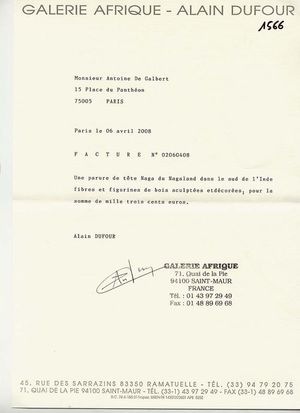 GALERIE AFRIQUE - ALAIN DUFOUR
1566
Monsieur Antoine De Galbert
15 Place du Panthéon
75005 PARIS
Paris le 06 avril 2008
F A C T U R E N° 02060408
Une parure de tête Naga du Nagaland dans le sud de l'Inde
fibres et figurines de bois sculptées etdécorées, pour la
somme de mille trois cents euros.
Alain DUFOUR
GALERIE AFRIQUE
71, Quai de la Pie
94100 SAINT-MAUR
FRANCE
Tél. : 01 43 97 29 49
Fax : 01 48 89 69 68
45, RUE DES SARRAZINS 83350 RAMATUELLE - TÉL. (33) 94 79 20 75
71, QUAI DE LA PIE 94100 SAINT-MAUR - TÉL. (33-1) 43 97 29 49 - FAX (33-1) 48 89 69 68